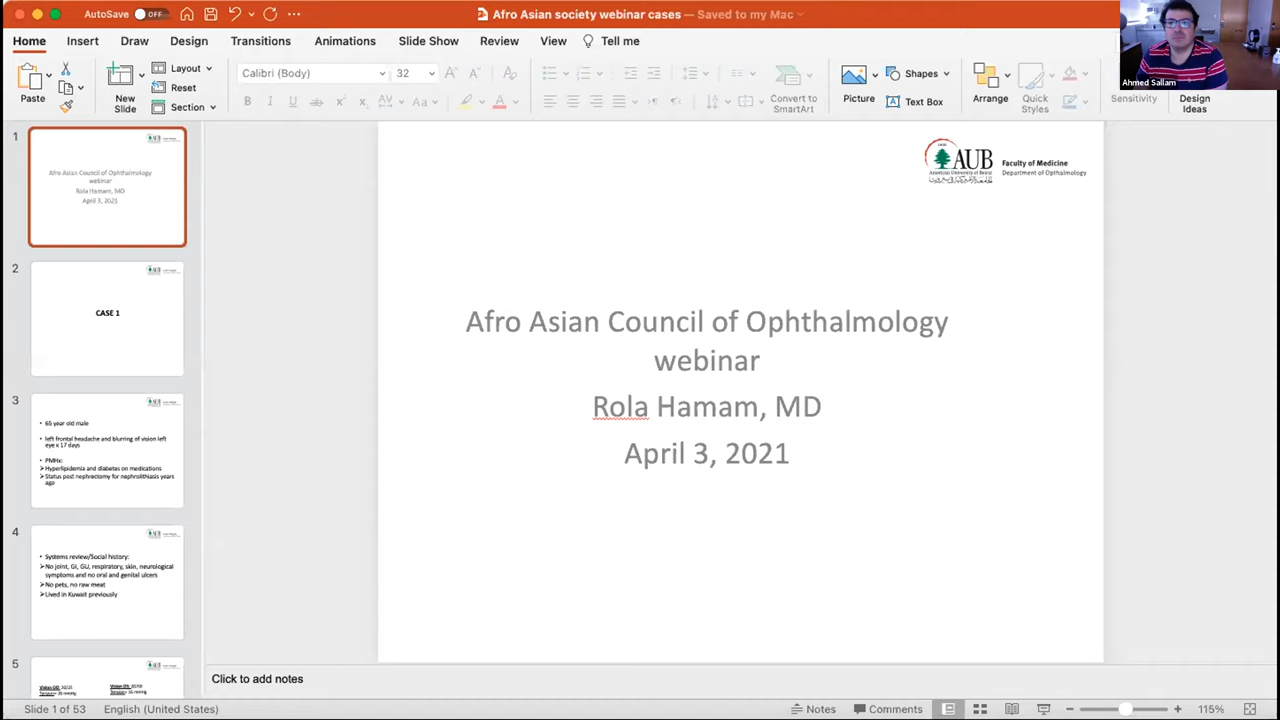 AutoSave OFF
Afro Asian society webinar cases — Saved to my Mac
Home Insert Draw Design Transitions Animations Slide Show Review View Tell me
Paste
New
Slide
Layout
Reset
Section
Calibri (Body) 32
Convert to
SmartArt
Picture
Shapes
Text Box
Arrange
Quick
Styles
Sensitivity
Design
Ideas
Ahmed Sallam
1
Afro Asian Council of Ophthalmology
webinar
Rola Hamam, MD
April 3, 2021
2
CASE 1
3
• 65 year old male
• left frontal headache and blurring of vision left
eye x 17 days
• PMHx:
➢Hyperlipidemia and diabetes on medications
➢Status post nephrectomy for nephrolithiasis years
ago
4
• Systems review/Social history:
➢No joint, GI, GU, respiratory, skin, neurological
symptoms and no oral and genital ulcers
➢No pets, no raw meat
➢Lived in Kuwait previously
5
AUB
American University of Beirut
Faculty of Medicine
Department of Opthalmology
Afro Asian Council of Ophthalmology
webinar
Rola Hamam, MD
April 3, 2021
Click to add notes
Slide 1 of 53 English (United States) Notes Comments 115%